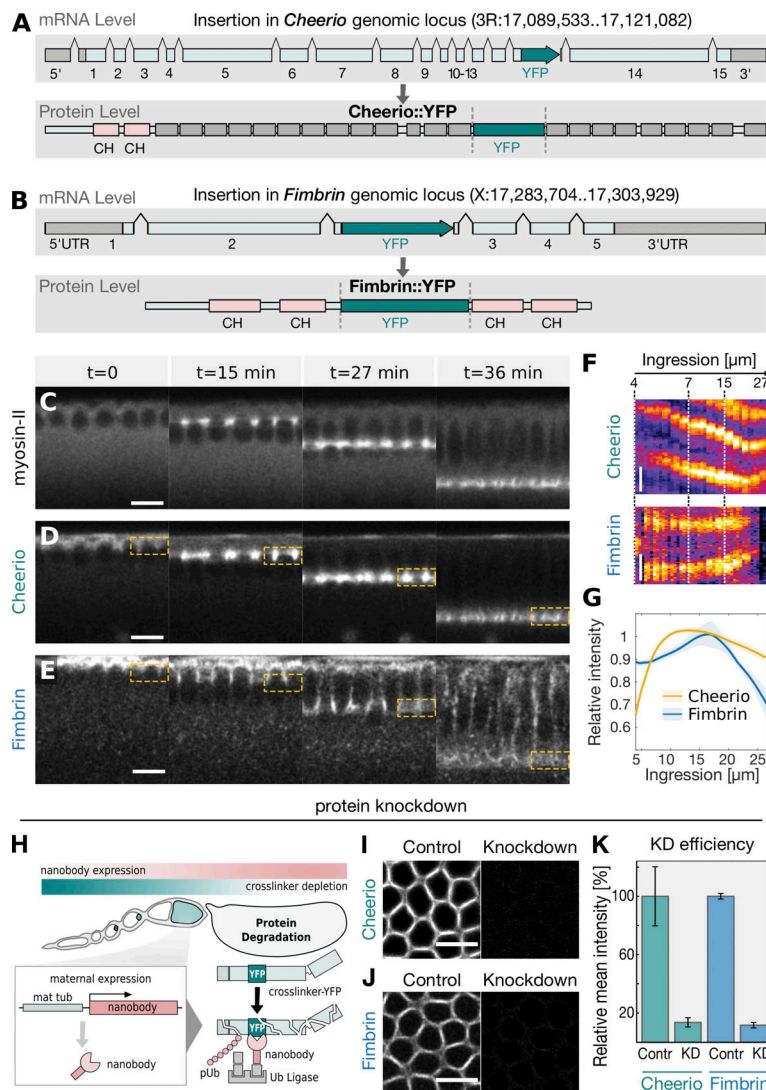 A
mRNA Level
Insertion in Cheerio genomic locus (3R:17,089,533..17,121,082)
5' 1 2 3 4 5 6 7 8 9 10-13 YFP 14 15 3'
Protein Level
Cheerio::YFP
CH CH YFP
B
mRNA Level
Insertion in Fimbrin genomic locus (X:17,283,704..17,303,929)
5'UTR 1 2 YFP 3 4 5 3'UTR
Protein Level
Fimbrin::YFP
CH CH YFP CH CH
t=0 t=15 min t=27 min t=36 min
C
myosin-II
D
Cheerio
E
Fimbrin
F
Ingression [μm]
4 7 15 27
Cheerio
Fimbrin
G
Relative intensity
1
0.9
0.8
0.7
0.6
Cheerio
Fimbrin
5 10 15 20 25
Ingression [μm]
protein knockdown
H
nanobody expression
crosslinker depletion
Protein
Degradation
maternal expression
mat tub
nanobody
nanobody
YFP
crosslinker-YFP
YFP
nanobody
pUb
Ub Ligase
I
Control Knockdown
Cheerio
J
Control Knockdown
Fimbrin
K
KD efficiency
Relative mean intensity [%]
100
60
20
Contr KD Contr KD
Cheerio Fimbrin